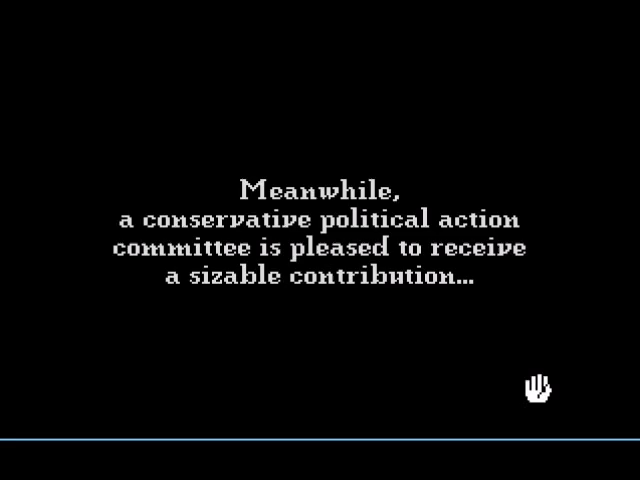 Meanwhile,
a conservative political action
committee is pleased to receive
a sizable contribution...